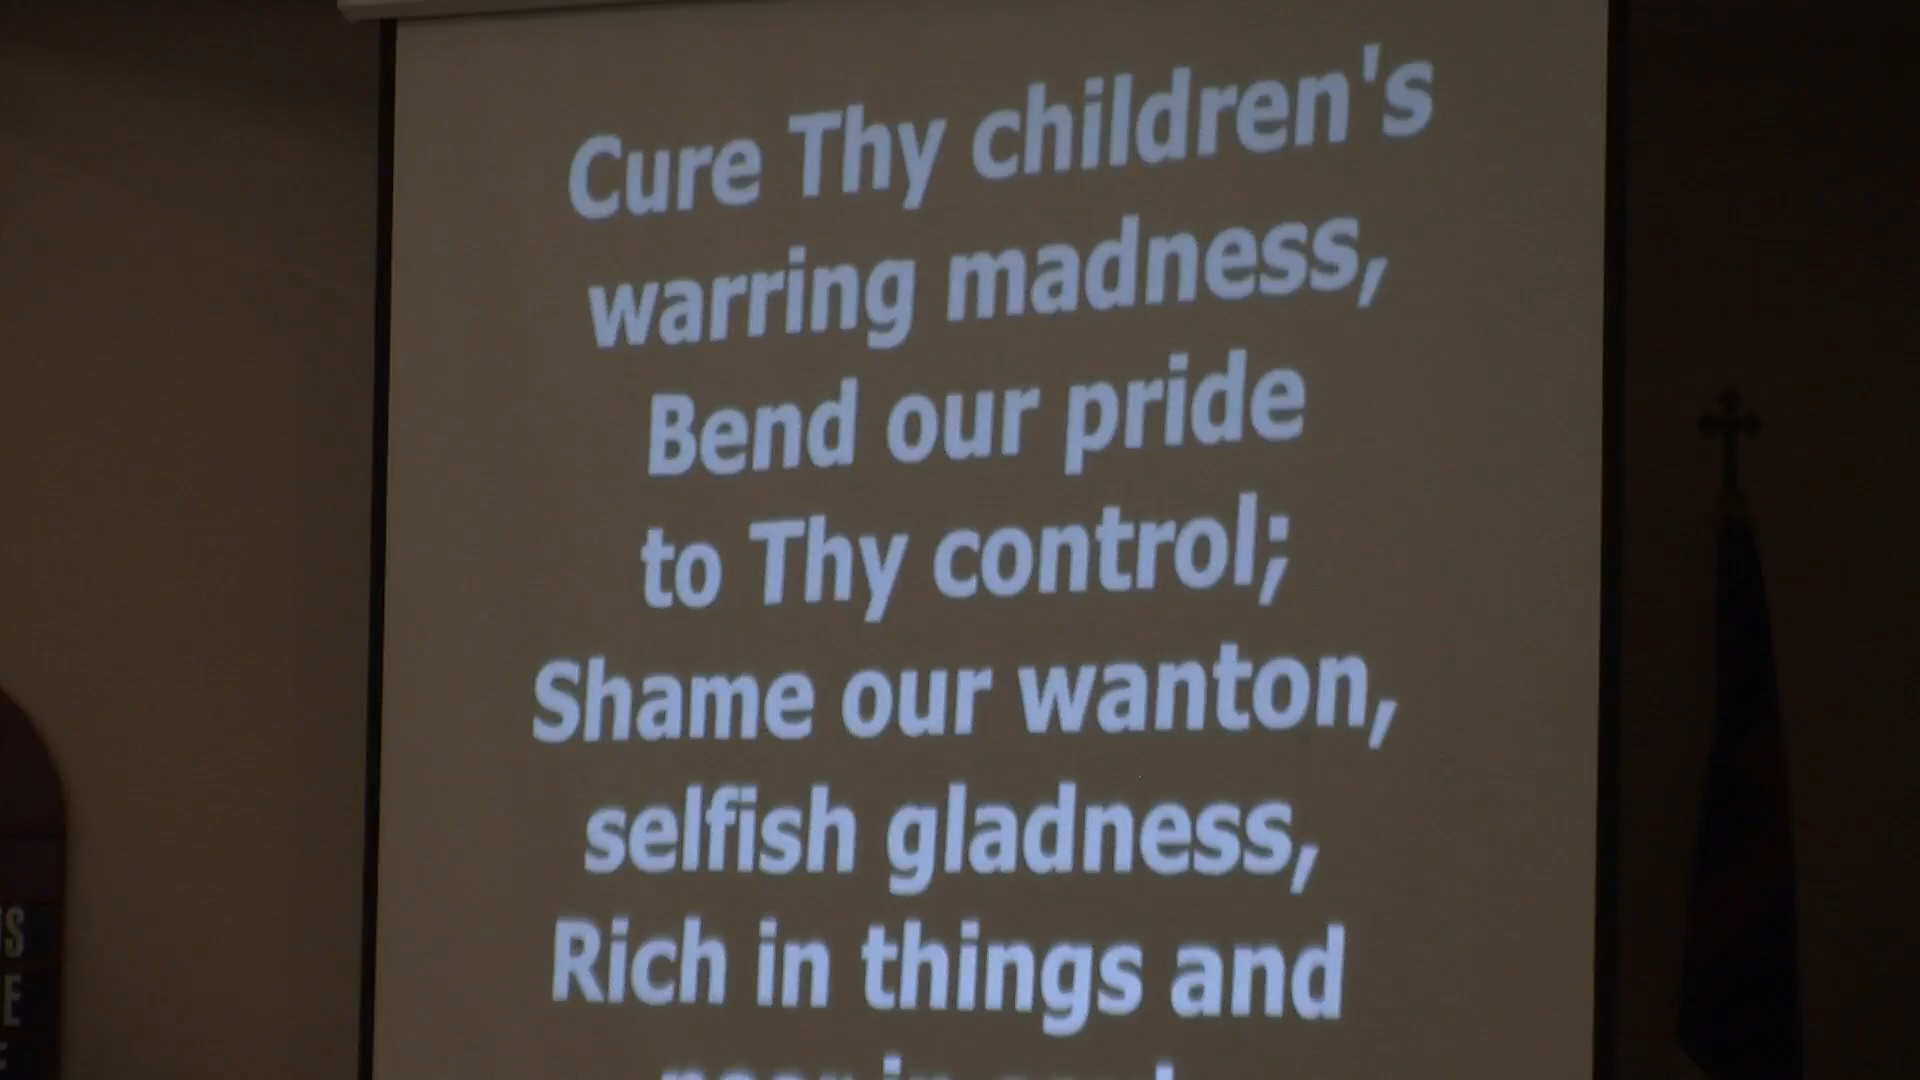 Cure Thy children's
warring madness,
Bend our pride
to Thy control;
Shame our wanton,
selfish gladness,
Rich in things and